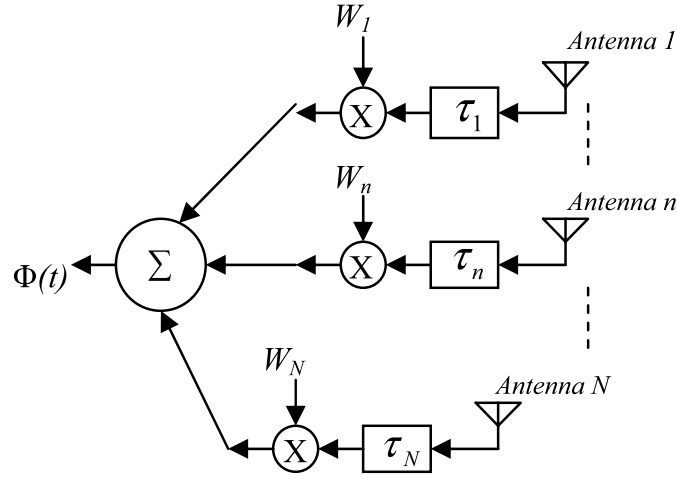 W1
Antenna 1
X
τ1
Wn
Antenna n
Σ
X
τn
Φ(t)
WN
Antenna N
X
τN